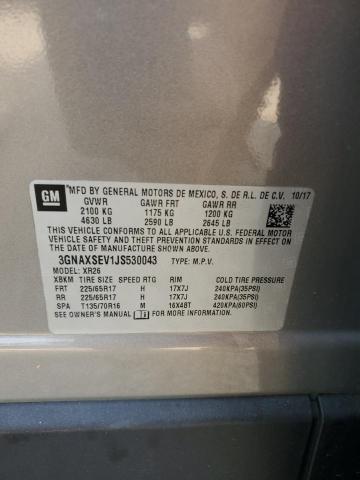 GM
MFD BY GENERAL MOTORS DE MEXICO, S. DE R.L. DE C.V. 10/17
GVWR GAWR FRT GAWR RR
2100 KG 1175 KG 1200 KG
4630 LB 2590 LB 2645 LB
THIS VEHICLE CONFORMS TO ALL APPLICABLE U.S. FEDERAL
MOTOR VEHICLE SAFETY, BUMPER, AND THEFT PREVENTION
STANDARDS IN EFFECT ON THE DATE OF MANUFACTURE SHOWN ABOVE.
3GNAXSEV1JS530043 TYPE: M.P.V.
MODEL: XR26
XBKM TIRE SIZE SPEED RTG RIM COLD TIRE PRESSURE
FRT 225/65R17 H 17X7J 240KPA(35PSI)
RR 225/65R17 H 17X7J 240KPA(35PSI)
SPA T135/70R16 M 16X4BT 420KPA(60PSI)
SEE OWNER'S MANUAL FOR ADDITIONAL INFORMATION.